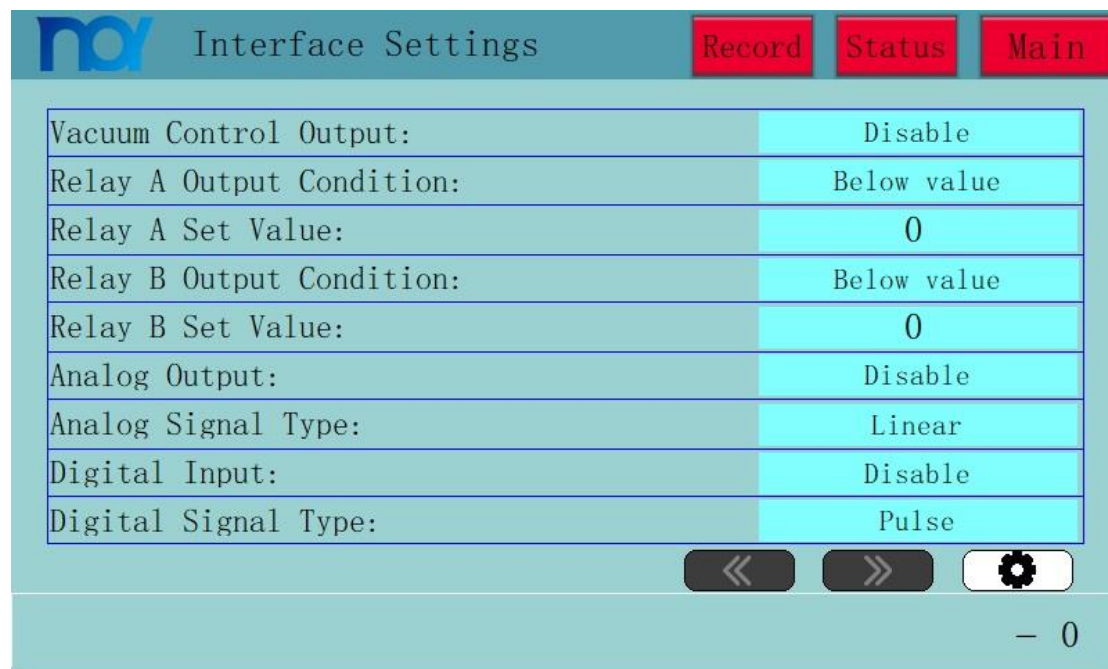 Interface Settings
Record
Status
Main
Vacuum Control Output: Disable
Relay A Output Condition: Below value
Relay A Set Value: 0
Relay B Output Condition: Below value
Relay B Set Value: 0
Analog Output: Disable
Analog Signal Type: Linear
Digital Input: Disable
Digital Signal Type: Pulse
- 0